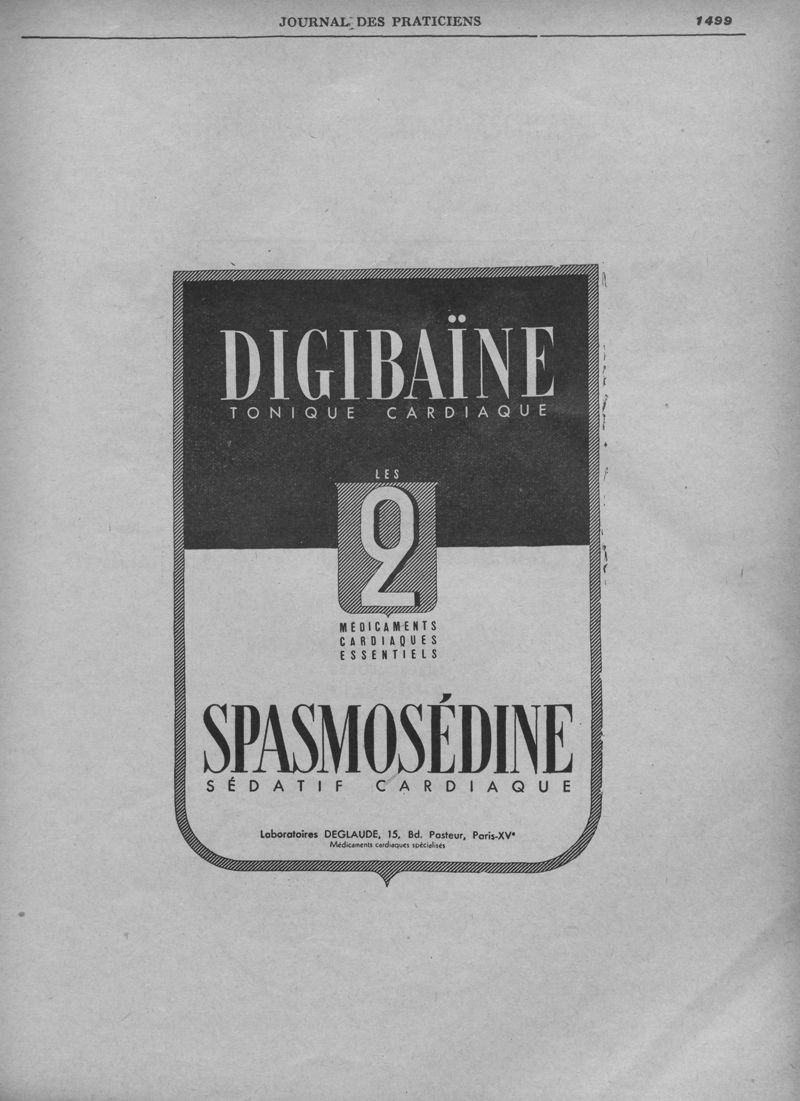 JOURNAL DES PRATICIENS 1499
DIGIBAÏNE
TONIQUE CARDIAQUE
LES
2
MÉDICAMENTS
CARDIAQUES
ESSENTIELS
SPASMOSÉDINE
SÉDATIF CARDIAQUE
Laboratoires DEGLAUDE, 15, Bd. Pasteur, Paris-XVᵉ
Médicaments cardiaques spécialisés